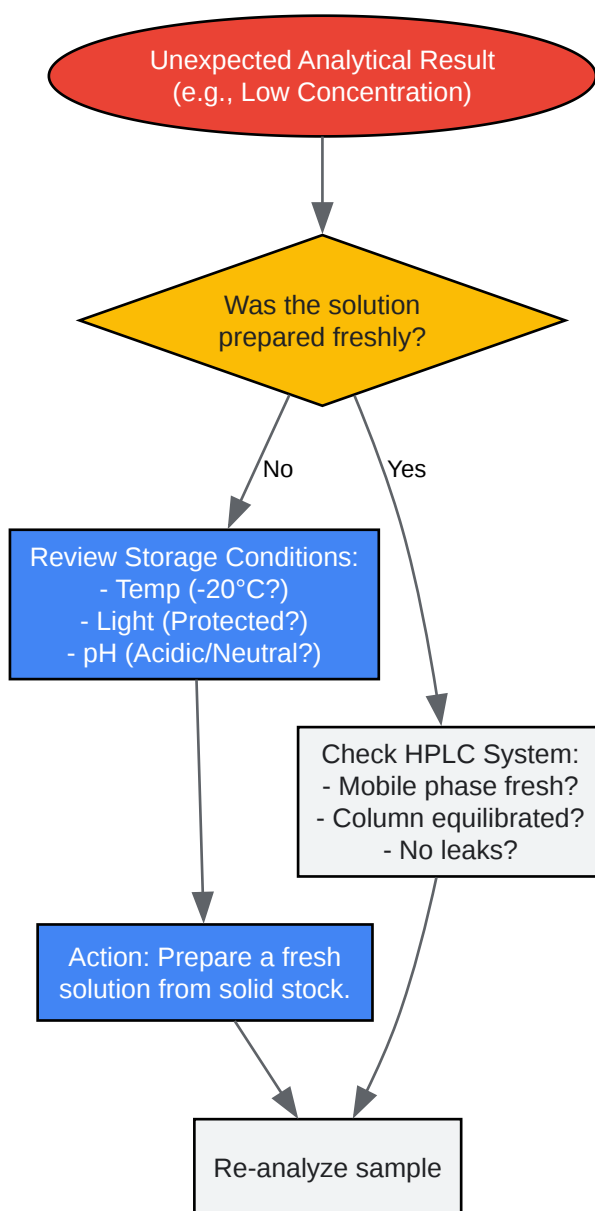 Unexpected Analytical Result
(e.g., Low Concentration)
Was the solution
prepared freshly?
No
Yes
Review Storage Conditions:
- Temp (-20°C?)
- Light (Protected?)
- pH (Acidic/Neutral?)
Check HPLC System:
- Mobile phase fresh?
- Column equilibrated?
- No leaks?
Action: Prepare a fresh
solution from solid stock.
Re-analyze sample